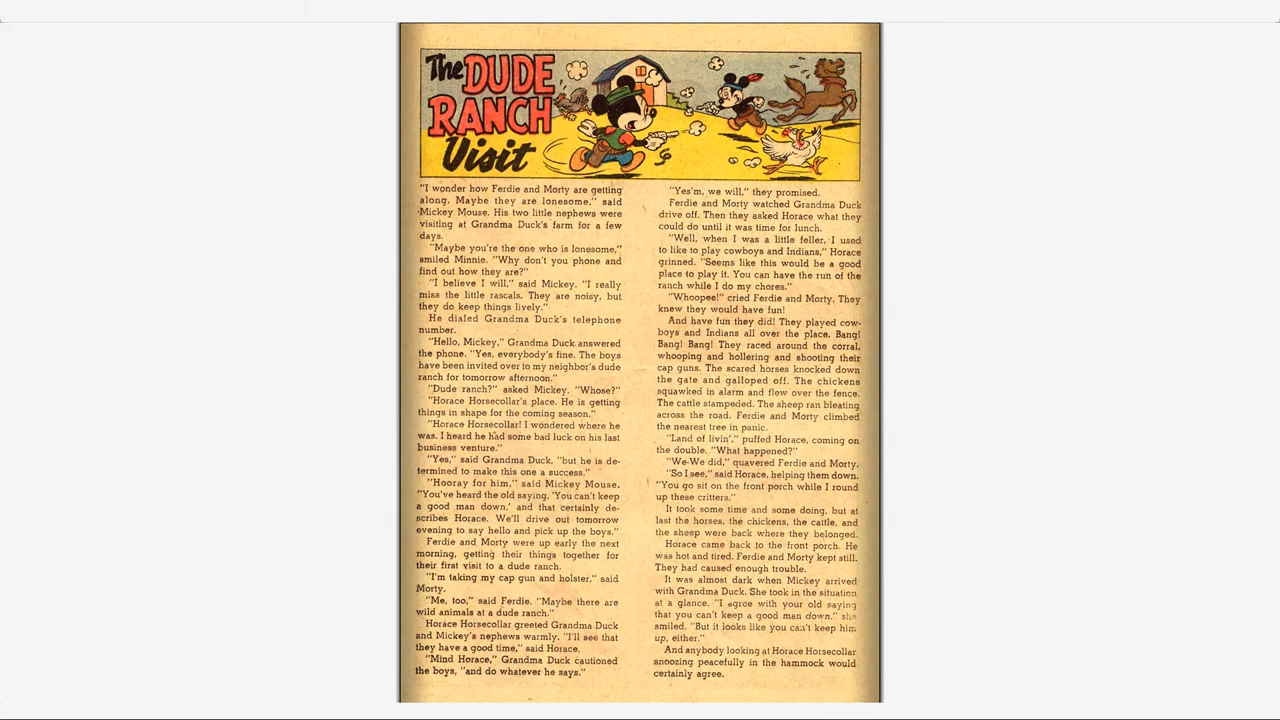 The DUDE
RANCH
Visit
"I wonder how Ferdie and Morty are getting
along. Maybe they are lonesome," said
Mickey Mouse. His two little nephews were
visiting at Grandma Duck's farm for a few
days.
"Maybe you're the one who is lonesome,"
smiled Minnie. "Why don't you phone and
find out how they are?"
"I believe I will," said Mickey. "I really
miss the little rascals. They are noisy, but
they do keep things lively."
He dialed Grandma Duck's telephone
number.
"Hello, Mickey," Grandma Duck answered
the phone. "Yes, everybody's fine. The boys
have been invited over to my neighbor's dude
ranch for tomorrow afternoon."
"Dude ranch?" asked Mickey. "Whose?"
"Horace Horsecollar's place. He is getting
things in shape for the coming season."
"Horace Horsecollar! I wondered where he
was. I heard he had some bad luck on his last
business venture."
"Yes," said Grandma Duck, "but he is de-
termined to make this one a success."
"Hooray for him," said Mickey Mouse.
"You've heard the old saying, 'You can't keep
a good man down,' and that certainly de-
scribes Horace. We'll drive out tomorrow
evening to say hello and pick up the boys."
Ferdie and Morty were up early the next
morning, getting their things together for
their first visit to a dude ranch.
"I'm taking my cap gun and holster," said
Morty.
"Me, too," said Ferdie. "Maybe there are
wild animals at a dude ranch."
Horace Horsecollar greeted Grandma Duck
and Mickey's nephews warmly. "I'll see that
they have a good time," said Horace.
"Mind Horace," Grandma Duck cautioned
the boys, "and do whatever he says."
"Yes'm, we will," they promised.
Ferdie and Morty watched Grandma Duck
drive off. Then they asked Horace what they
could do until it was time for lunch.
"Well, when I was a little feller, I used
to like to play cowboys and Indians," Horace
grinned. "Seems like this would be a good
place to play it. You can have the run of the
ranch while I do my chores."
"Whoopee!" cried Ferdie and Morty. They
knew they would have fun!
And have fun they did! They played cow-
boys and Indians all over the place. Bang!
Bang! Bang! They raced around the corral,
whooping and hollering and shooting their
cap guns. The scared horses knocked down
the gate and galloped off. The chickens
squawked in alarm and flew over the fence.
The cattle stampeded. The sheep ran bleating
across the road. Ferdie and Morty climbed
the nearest tree in panic.
"Land of livin'," puffed Horace, coming on
the double. "What happened?"
"We-We did," quavered Ferdie and Morty.
"So I see," said Horace, helping them down.
"You go sit on the front porch while I round
up these critters."
It took some time and some doing, but at
last the horses, the chickens, the cattle, and
the sheep were back where they belonged.
Horace came back to the front porch. He
was hot and tired. Ferdie and Morty kept still.
They had caused enough trouble.
It was almost dark when Mickey arrived
with Grandma Duck. She took in the situation
at a glance. "I agree with your old saying
that you can't keep a good man down," she
smiled. "But it looks like you can't keep him
up, either."
And anybody looking at Horace Horsecollar
snoozing peacefully in the hammock would
certainly agree.